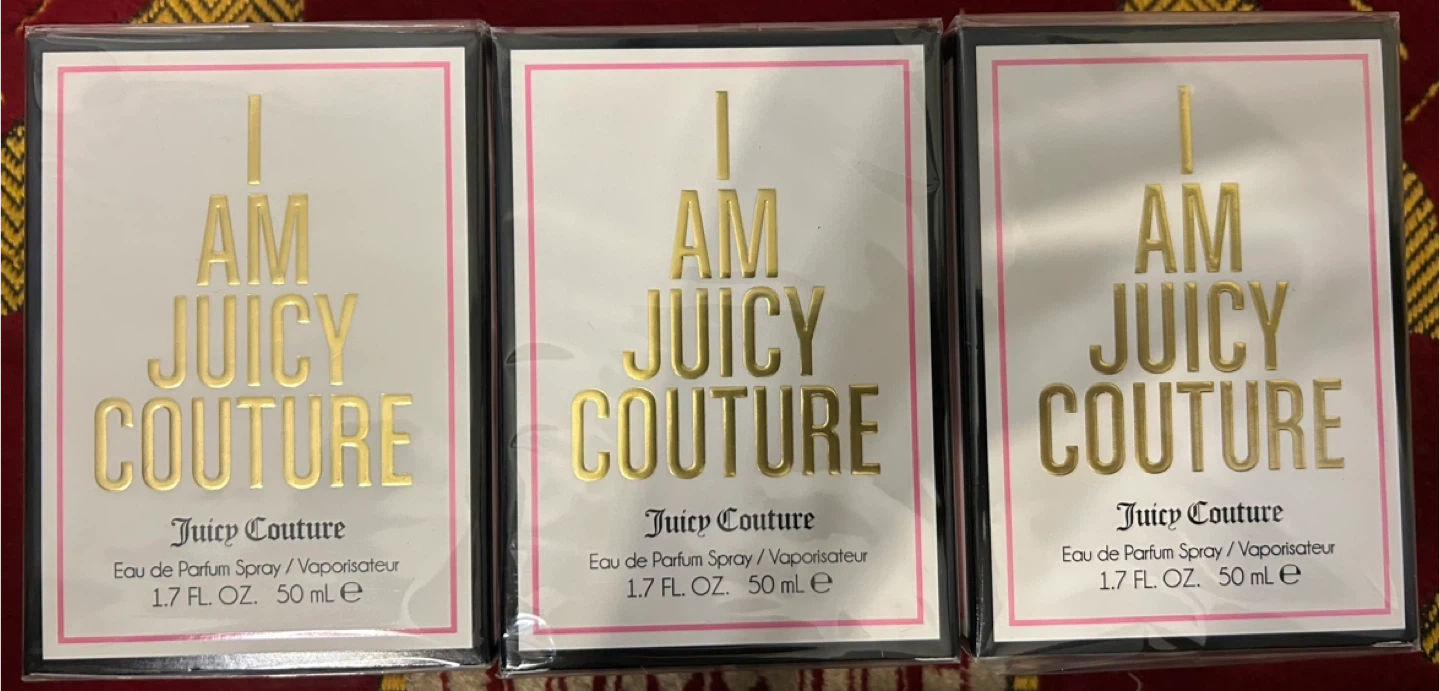 I
AM
JUICY
COUTURE
Juicy Couture
Eau de Parfum Spray / Vaporisateur
1.7 FL. OZ. 50 mL ℮
I
AM
JUICY
COUTURE
Juicy Couture
Eau de Parfum Spray / Vaporisateur
1.7 FL. OZ. 50 mL ℮
I
AM
JUICY
COUTURE
Juicy Couture
Eau de Parfum Spray / Vaporisateur
1.7 FL. OZ. 50 mL ℮